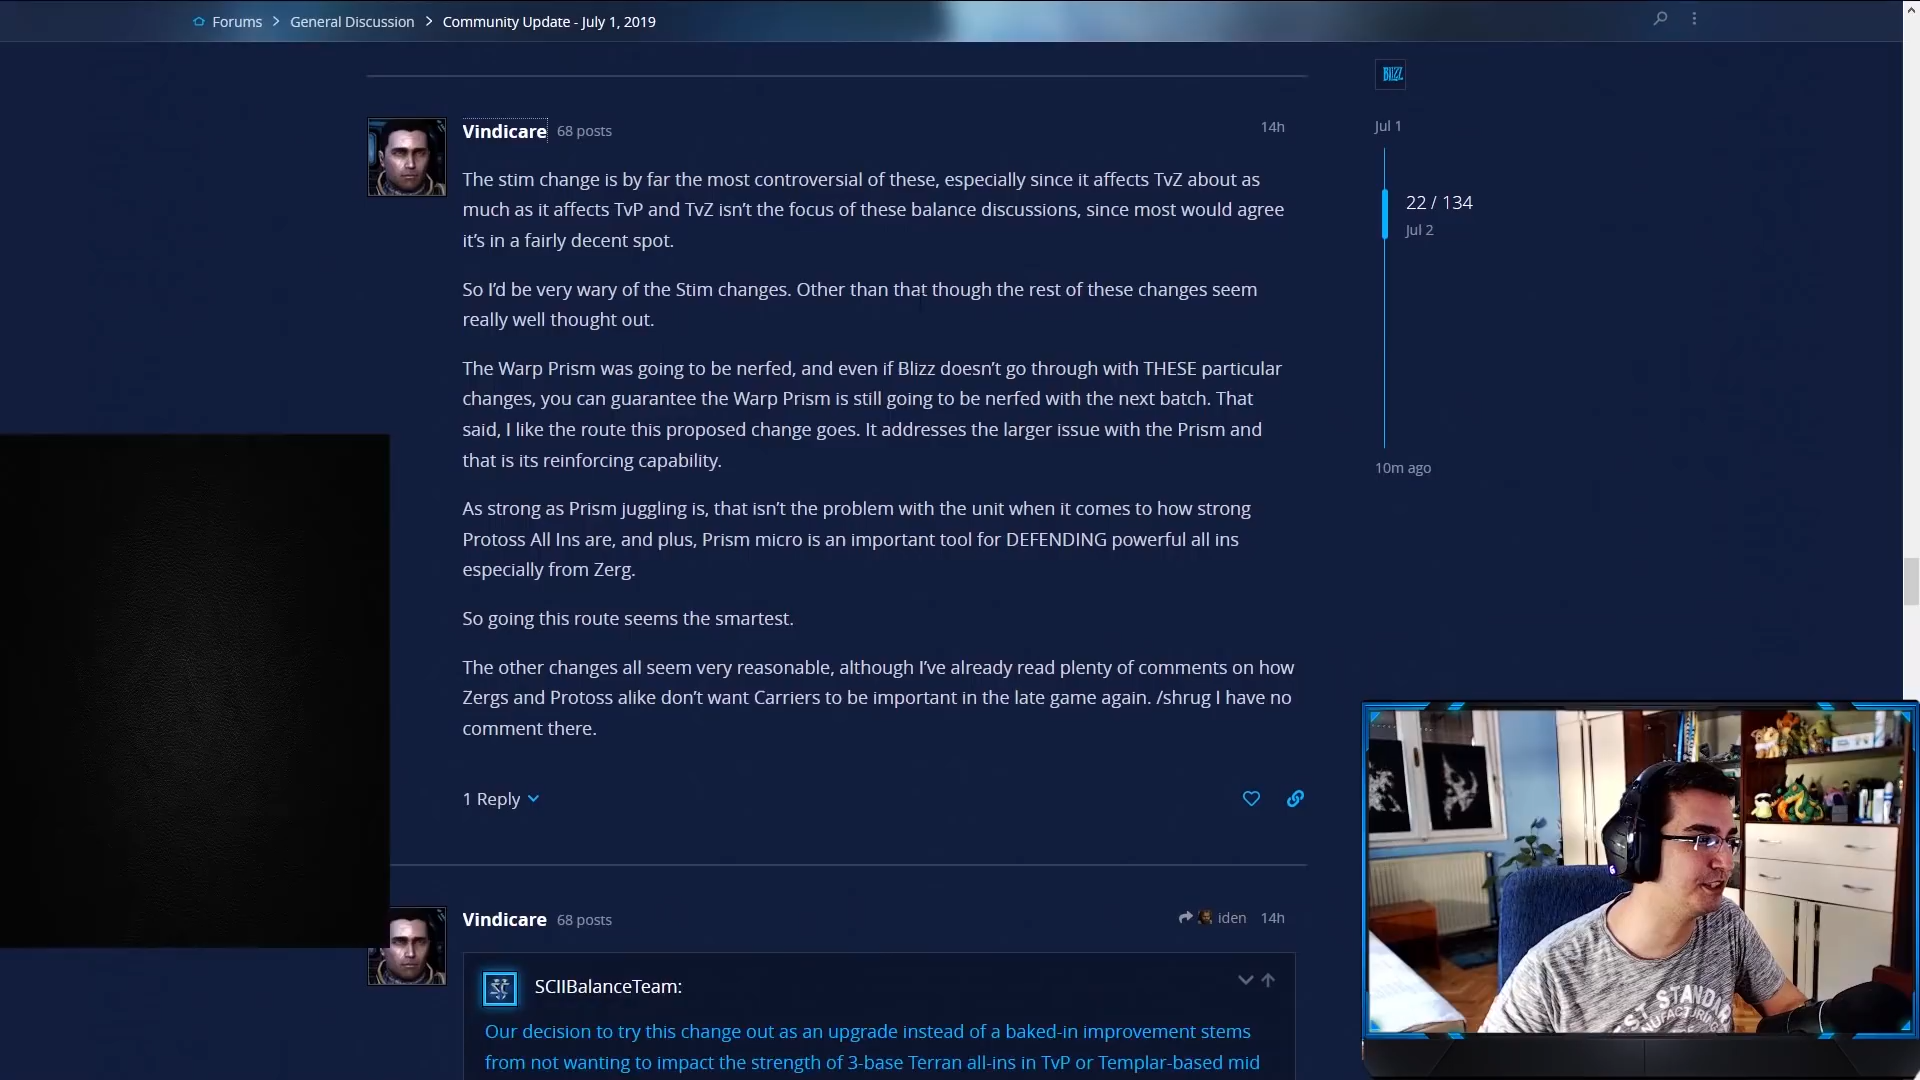 Forums > General Discussion > Community Update - July 1, 2019
BLIZZ
Vindicare 68 posts 14h
Jul 1
The stim change is by far the most controversial of these, especially since it affects TvZ about as
much as it affects TvP and TvZ isn't the focus of these balance discussions, since most would agree
it's in a fairly decent spot.
22 / 134
Jul 2
So I'd be very wary of the Stim changes. Other than that though the rest of these changes seem
really well thought out.
The Warp Prism was going to be nerfed, and even if Blizz doesn't go through with THESE particular
changes, you can guarantee the Warp Prism is still going to be nerfed with the next batch. That
said, I like the route this proposed change goes. It addresses the larger issue with the Prism and
that is its reinforcing capability.
10m ago
As strong as Prism juggling is, that isn't the problem with the unit when it comes to how strong
Protoss All Ins are, and plus, Prism micro is an important tool for DEFENDING powerful all ins
especially from Zerg.
So going this route seems the smartest.
The other changes all seem very reasonable, although I've already read plenty of comments on how
Zergs and Protoss alike don't want Carriers to be important in the late game again. /shrug I have no
comment there.
1 Reply
Vindicare 68 posts iden 14h
SCIIBalanceTeam:
Our decision to try this change out as an upgrade instead of a baked-in improvement stems
from not wanting to impact the strength of 3-base Terran all-ins in TvP or Templar-based mid